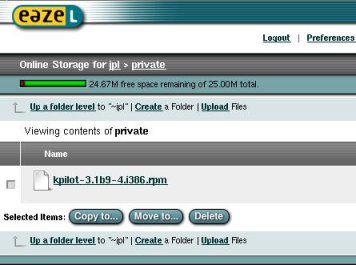 eazel
Logout | Preferences
Online Storage for jpl > private
24.67M free space remaining of 25.00M total.
Up a folder level to "~jpl" | Create a Folder | Upload Files
Viewing contents of private
Name
kpilot-3.1b9-4.i386.rpm
Selected Items: Copy to... Move to... Delete
Up a folder level to "~jpl" | Create a Folder | Upload Files